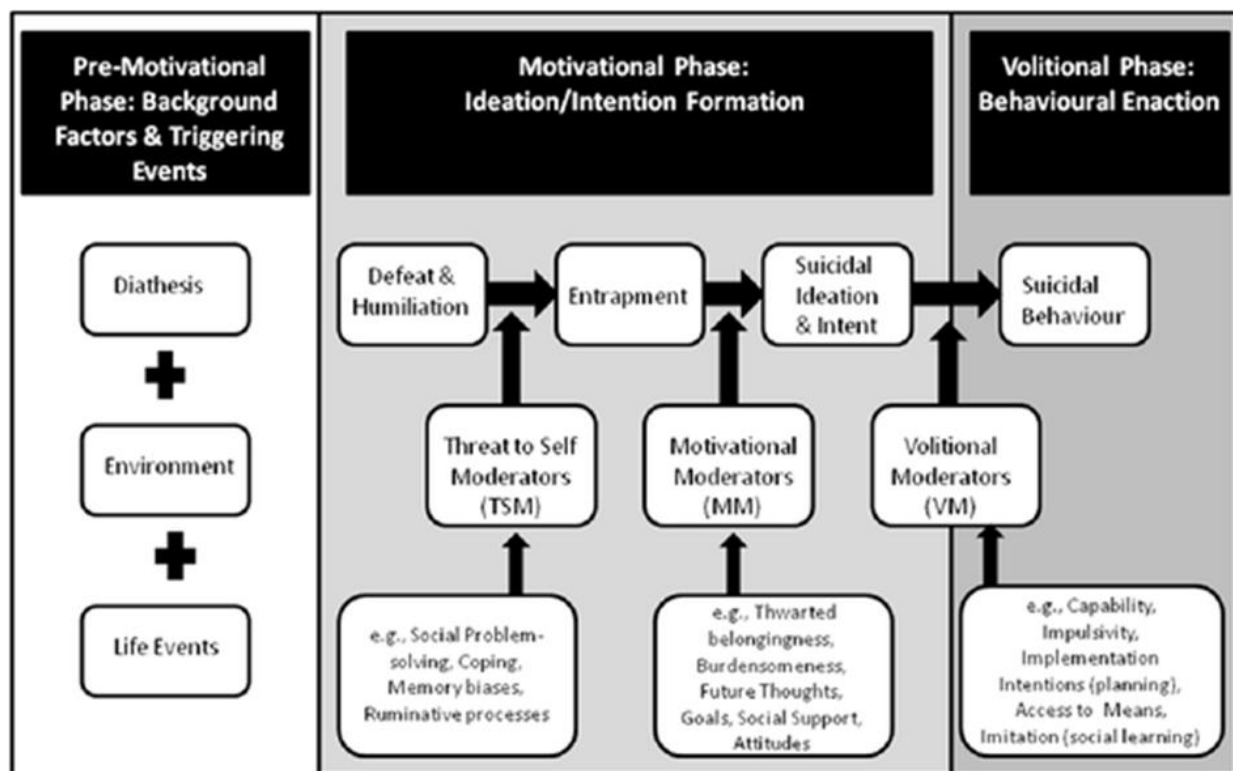 Pre-Motivational
Phase: Background
Factors & Triggering
Events
Motivational Phase:
Ideation/Intention Formation
Volitional Phase:
Behavioural Enaction
Diathesis
Environment
Life Events
Defeat &
Humiliation
Entrapment
Suicidal
Ideation
& Intent
Suicidal
Behaviour
Threat to Self
Moderators
(TSM)
Motivational
Moderators
(MM)
Volitional
Moderators
(VM)
e.g., Social Problem-
solving, Coping,
Memory biases,
Ruminative processes
e.g., Thwarted
belongingness,
Burdensomeness,
Future Thoughts,
Goals, Social Support,
Attitudes
e.g., Capability,
Impulsivity,
Implementation
Intentions (planning),
Access to Means,
Imitation (social learning)